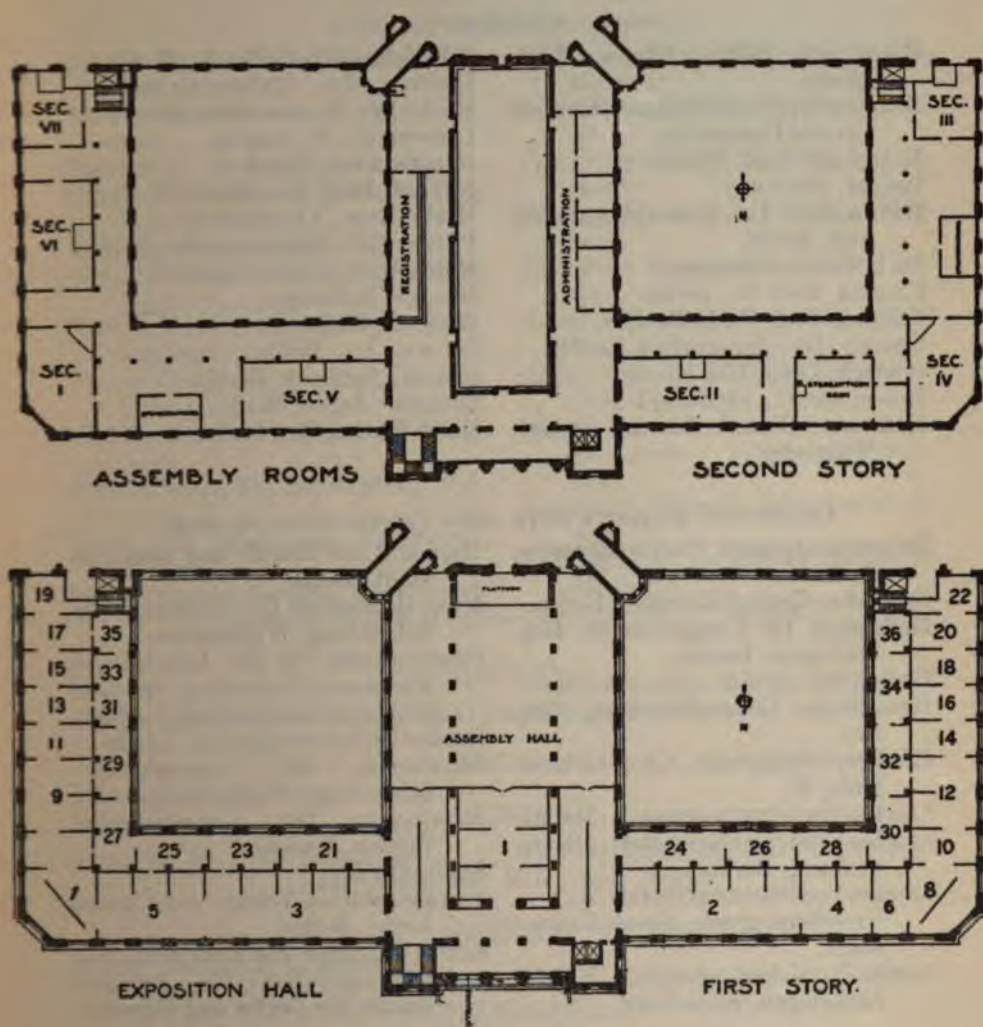 SEC. VII
SEC. III
SEC. VI
REGISTRATION
ADMINISTRATION
N
SEC. I
SEC. V
SEC. II
STEREOPTICON
SEC. IV
ASSEMBLY ROOMS
SECOND STORY
PLATFORM
19
22
17
35
36
20
15
33
34
18
13
31
16
11
29
32
14
9
27
30
12
10
ASSEMBLY HALL
25
23
21
1
24
26
28
1
5
3
2
4
6
8
EXPOSITION HALL
FIRST STORY.